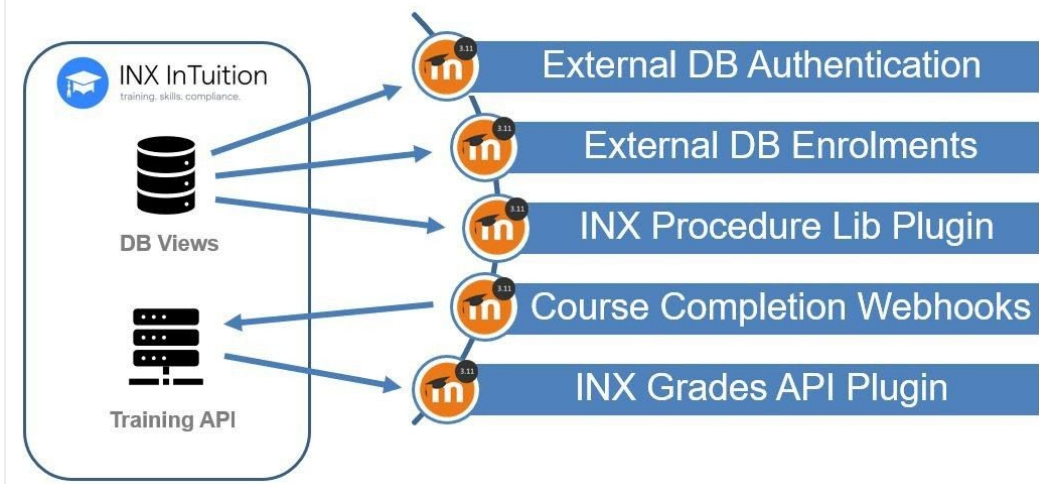 INX InTuition
training. skills. compliance.
DB Views
Training API
3.11
External DB Authentication
3.11
External DB Enrolments
3.11
INX Procedure Lib Plugin
3.11
Course Completion Webhooks
3.11
INX Grades API Plugin